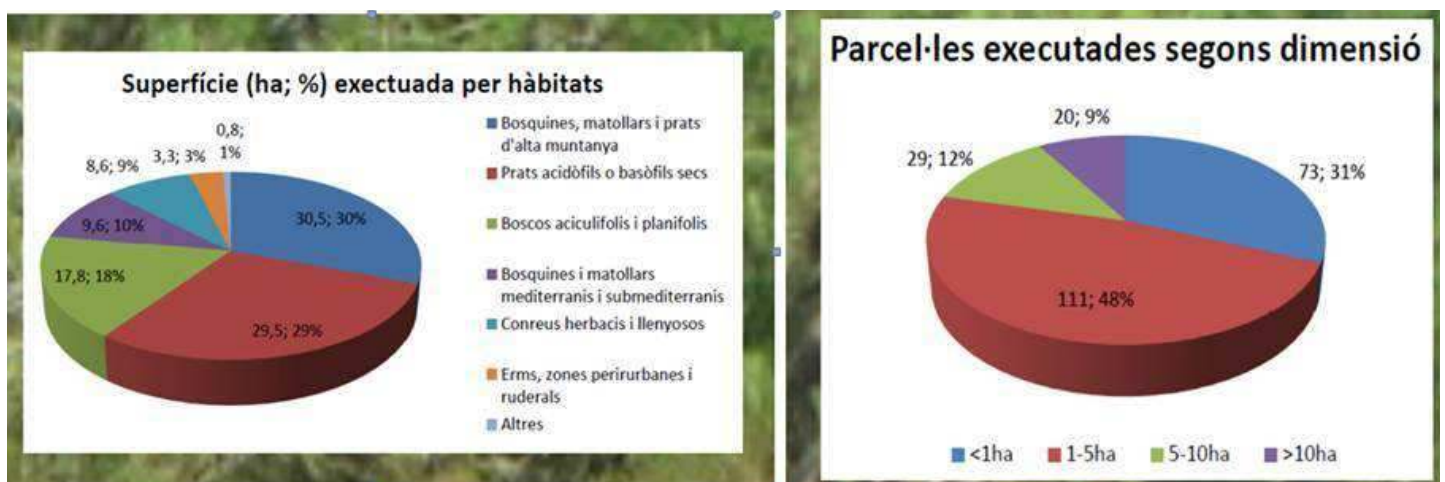 Superfície (ha; %) exectuada per hàbitats
0,8;
1%
3,3; 3%
8,6; 9%
9,6; 10%
17,8; 18%
29,5; 29%
30,5; 30%
Bosquines, matollars i prats
d'alta muntanya
Prats acidòfils o basòfils secs
Boscos aciculifolis i planifolis
Bosquines i matollars
mediterranis i submediterranis
Conreus herbacis i llenyosos
Erms, zones perirurbanes i
ruderals
Altres
Parcel·les executades segons dimensió
20; 9%
29; 12%
73; 31%
111; 48%
<1ha 1-5ha 5-10ha >10ha